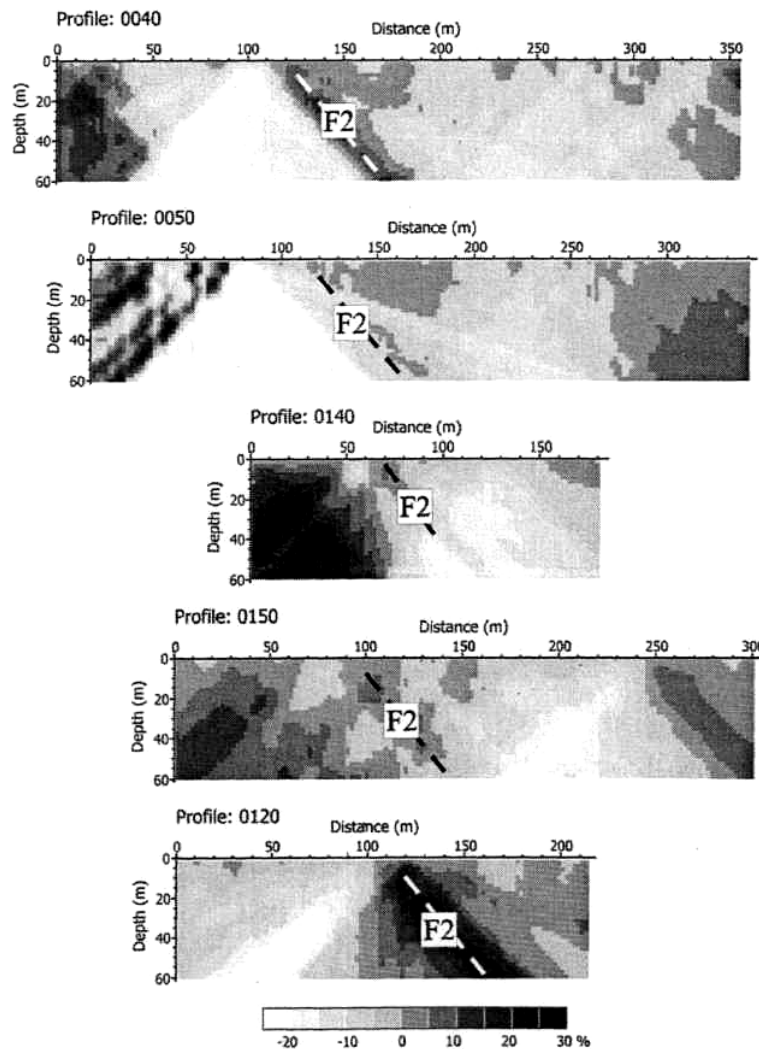 Profile: 0040
Distance (m)
0 50 100 150 200 250 300 350
Depth (m)
0
20
40
60
F2
Profile: 0050
Distance (m)
0 50 100 150 200 250 300
Depth (m)
0
20
40
60
F2
Profile: 0140
Distance (m)
0 50 100 150
Depth (m)
0
20
40
60
F2
Profile: 0150
Distance (m)
0 50 100 150 200 250 300
Depth (m)
0
20
40
60
F2
Profile: 0120
Distance (m)
0 50 100 150 200
Depth (m)
0
20
40
60
F2
-20 -10 0 10 20 30 %